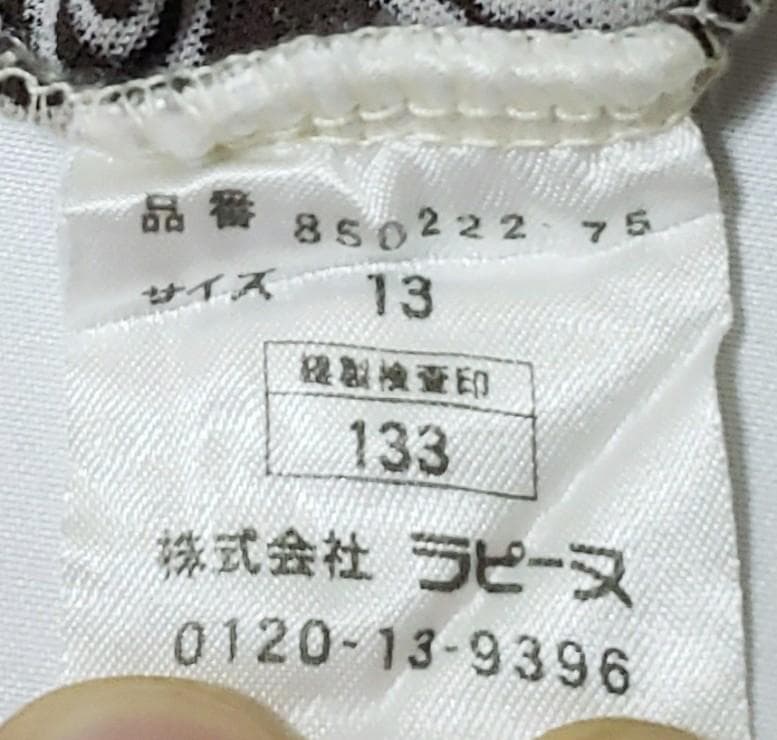 品番 850222-75
サイズ 13
縫製検査印
133
株式会社 ラピーヌ
0120-13-9396